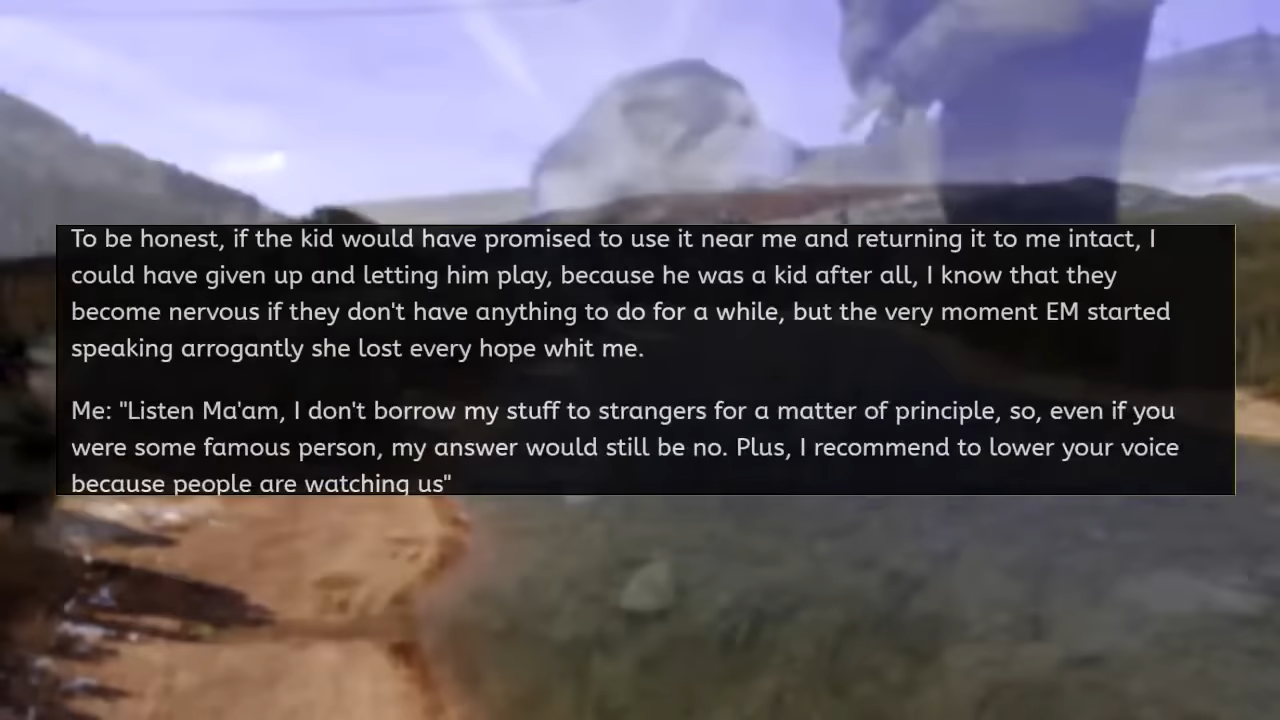 To be honest, if the kid would have promised to use it near me and returning it to me intact, I
could have given up and letting him play, because he was a kid after all, I know that they
become nervous if they don't have anything to do for a while, but the very moment EM started
speaking arrogantly she lost every hope whit me.
Me: "Listen Ma'am, I don't borrow my stuff to strangers for a matter of principle, so, even if you
were some famous person, my answer would still be no. Plus, I recommend to lower your voice
because people are watching us"